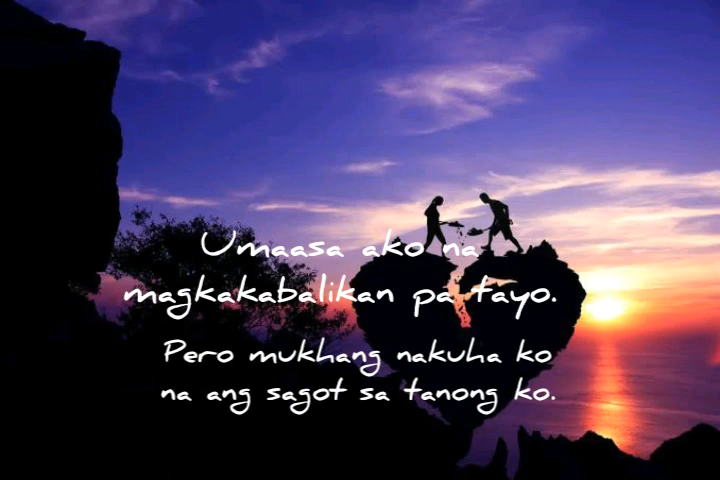 Umaasa ako na
magkakabalikan pa tayo.
Pero mukhang nakuha ko
na ang sagot sa tanong ko.